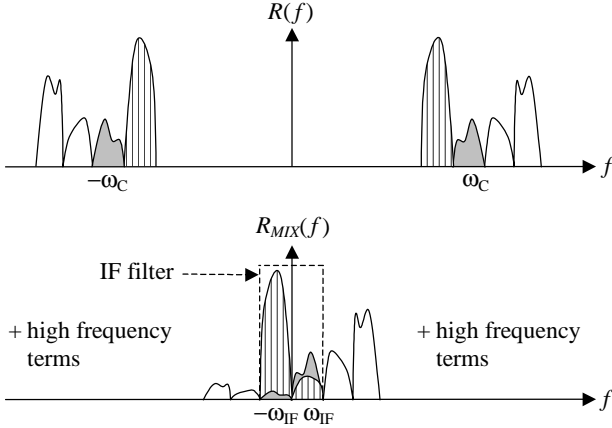 R(f)
f
−ωC
ωC
RMIX(f)
IF filter
+ high frequency
terms
+ high frequency
terms
f
−ωIF ωIF